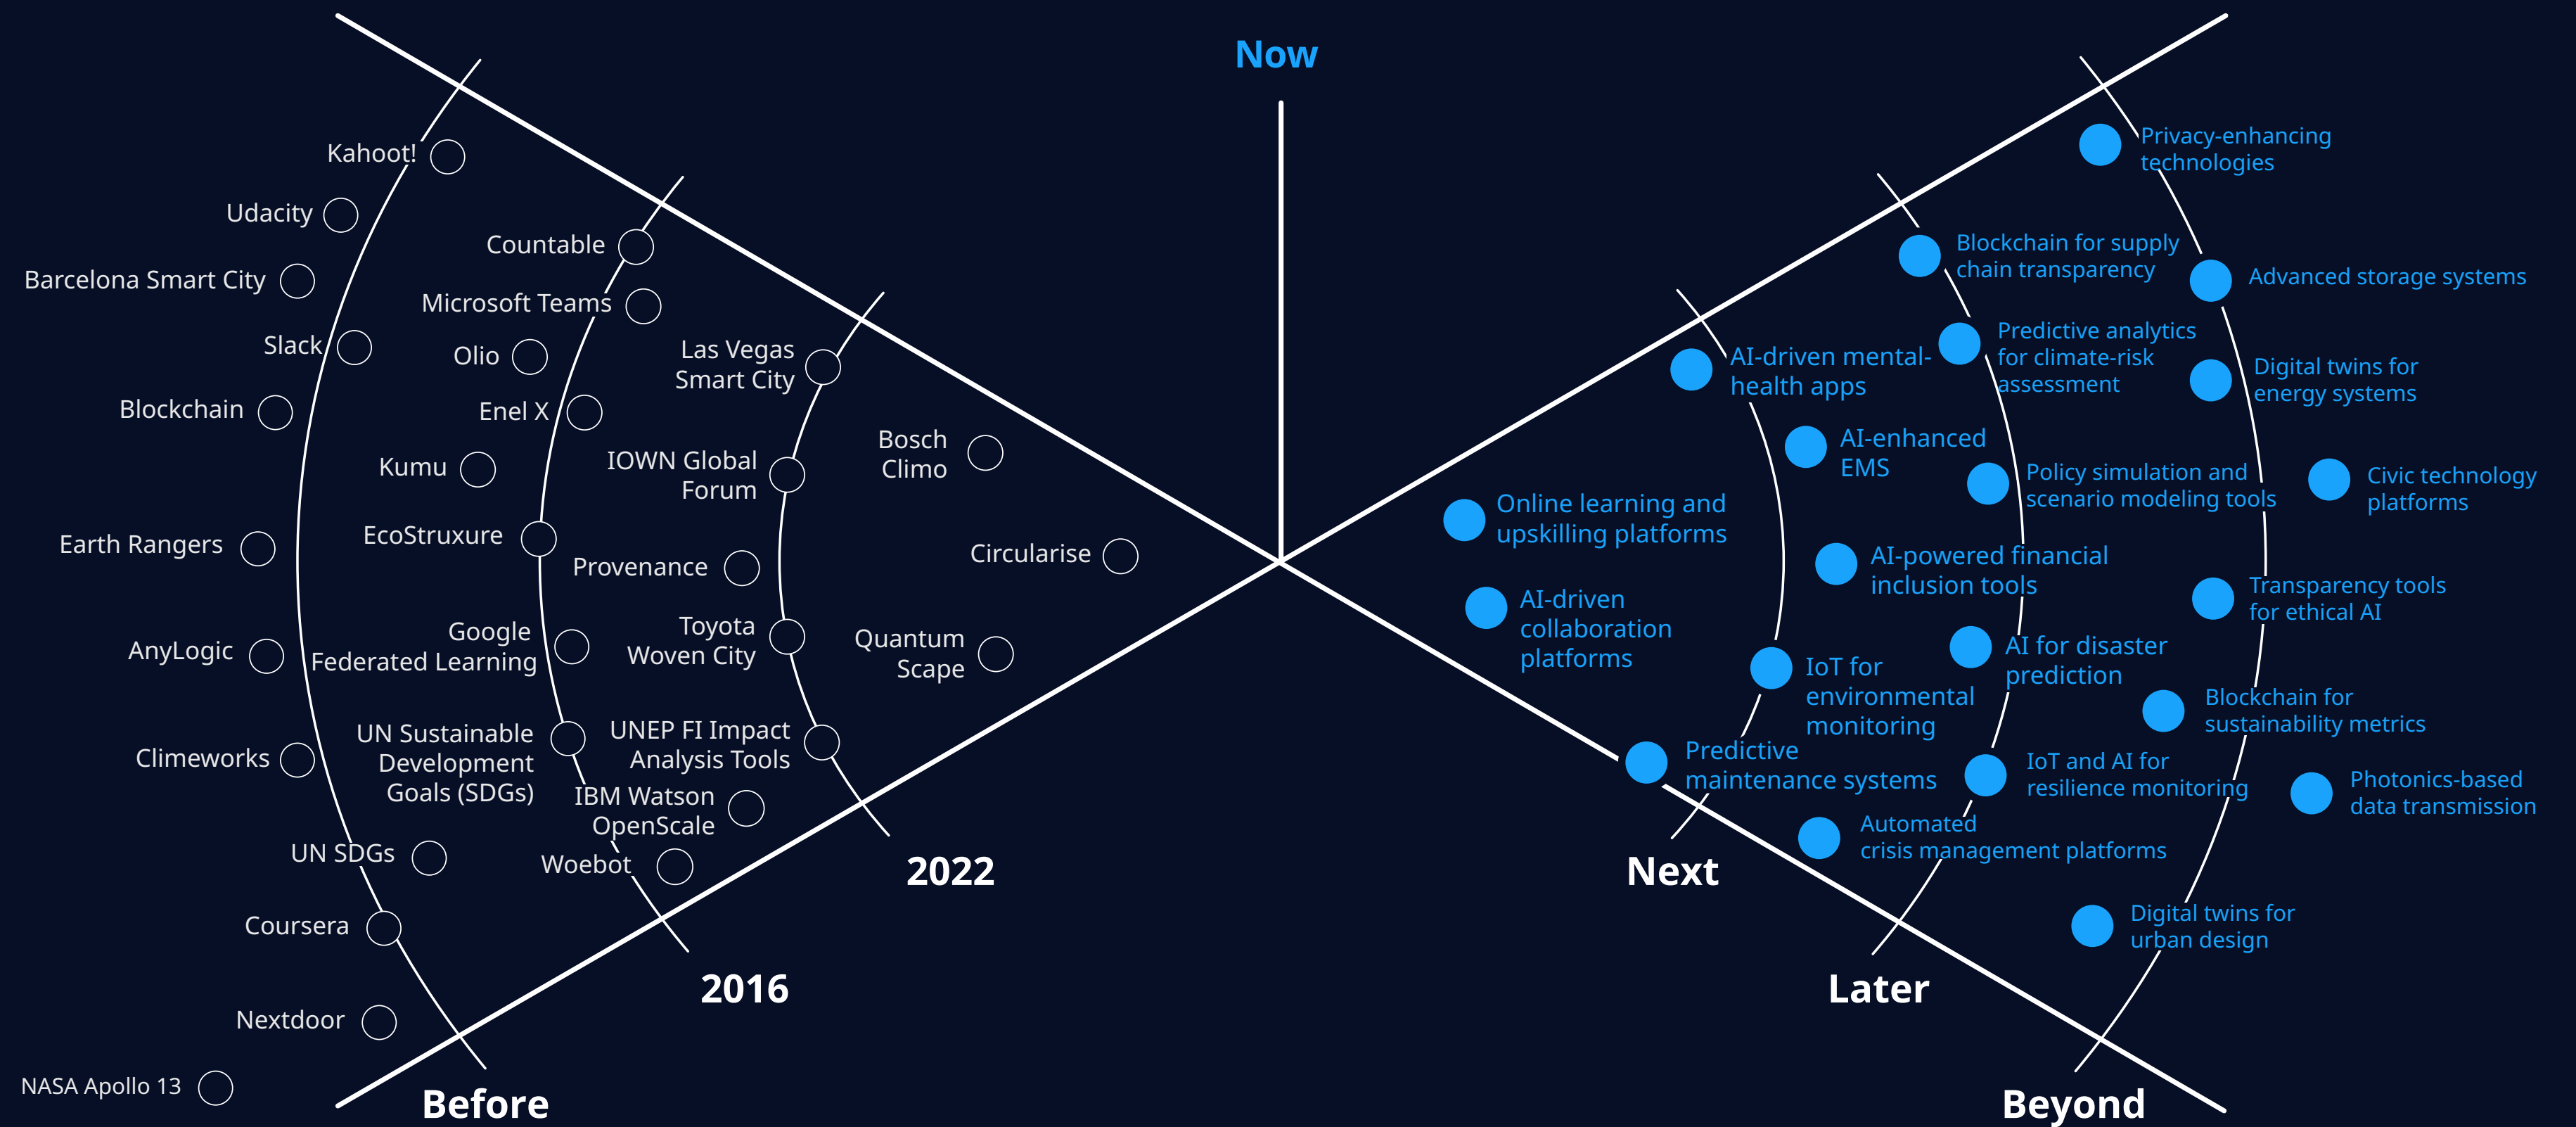 Now
Kahoot!
Udacity
Barcelona Smart City
Slack
Blockchain
Earth Rangers
AnyLogic
Climeworks
UN SDGs
Coursera
Nextdoor
NASA Apollo 13
Before
Countable
Microsoft Teams
Olio
Enel X
Kumu
EcoStruxure
Google
Federated Learning
UN Sustainable
Development
Goals (SDGs)
IBM Watson
OpenScale
Woebot
2016
Las Vegas
Smart City
IOWN Global
Forum
Provenance
Toyota
Woven City
UNEP FI Impact
Analysis Tools
2022
Bosch
Climo
Circularise
Quantum
Scape
Online learning and
upskilling platforms
AI-driven
collaboration
platforms
AI-driven mental-
health apps
AI-enhanced
EMS
AI-powered financial
inclusion tools
IoT for
environmental
monitoring
Predictive
maintenance systems
Next
Blockchain for supply
chain transparency
Predictive analytics
for climate-risk
assessment
Policy simulation and
scenario modeling tools
AI for disaster
prediction
IoT and AI for
resilience monitoring
Automated
crisis management platforms
Later
Privacy-enhancing
technologies
Advanced storage systems
Digital twins for
energy systems
Civic technology
platforms
Transparency tools
for ethical AI
Blockchain for
sustainability metrics
Photonics-based
data transmission
Digital twins for
urban design
Beyond